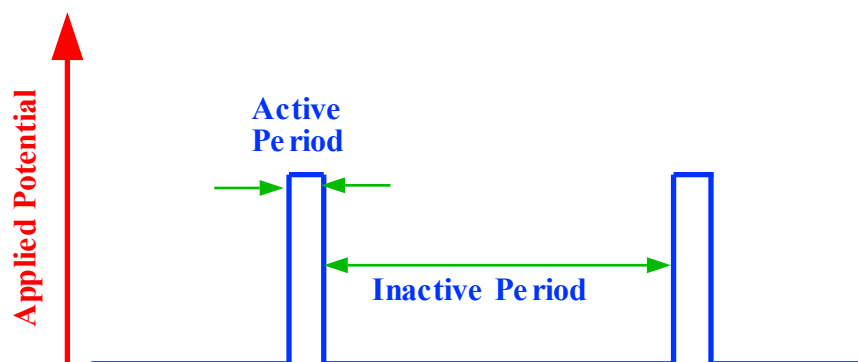 Applied Potential
Active
Period
Inactive Period